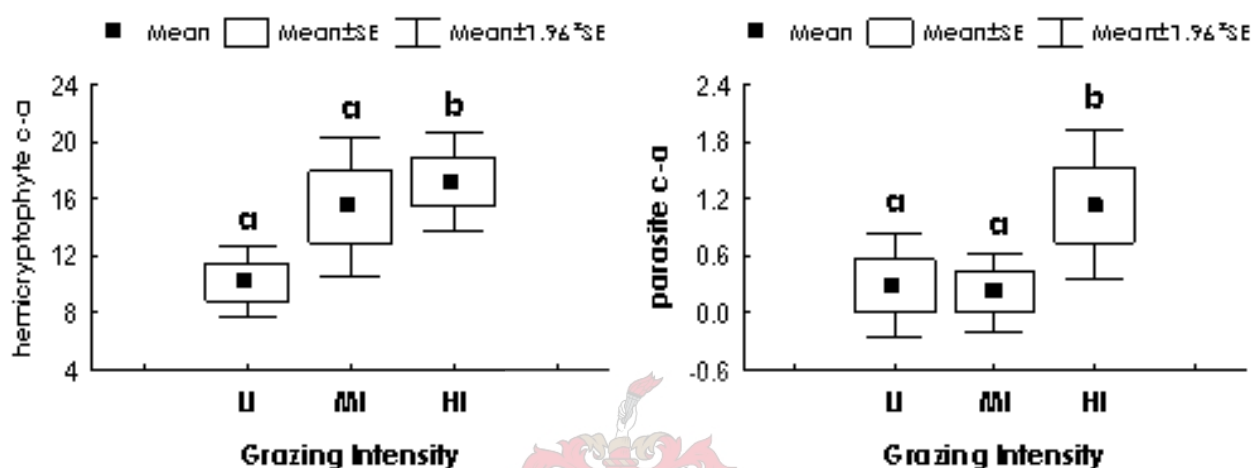 Mean Mean±SE Mean±1.96*SE
hemicryptophyte c-a
24
20
16
12
8
4
a
a
b
LI MI HI
Grazing Intensity
Mean Mean±SE Mean±1.96*SE
parasite c-a
2.4
1.8
1.2
0.6
0.0
-0.6
a
a
b
LI MI HI
Grazing Intensity